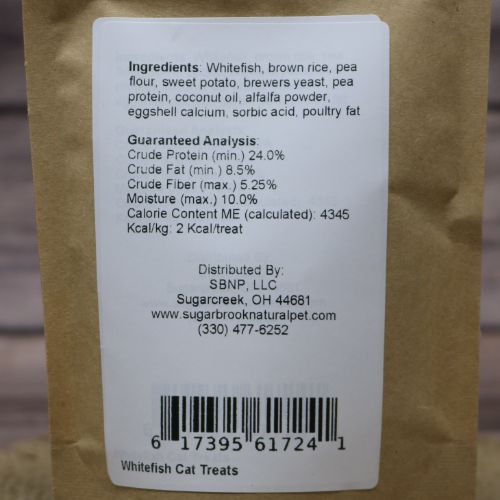 Ingredients: Whitefish, brown rice, pea
flour, sweet potato, brewers yeast, pea
protein, coconut oil, alfalfa powder,
eggshell calcium, sorbic acid, poultry fat
Guaranteed Analysis:
Crude Protein (min.) 24.0%
Crude Fat (min.) 8.5%
Crude Fiber (max.) 5.25%
Moisture (max.) 10.0%
Calorie Content ME (calculated): 4345
Kcal/kg: 2 Kcal/treat
Distributed By:
SBNP, LLC
Sugarcreek, OH 44681
www.sugarbrooknaturalpet.com
(330) 477-6252
6 17395 61724 1
Whitefish Cat Treats